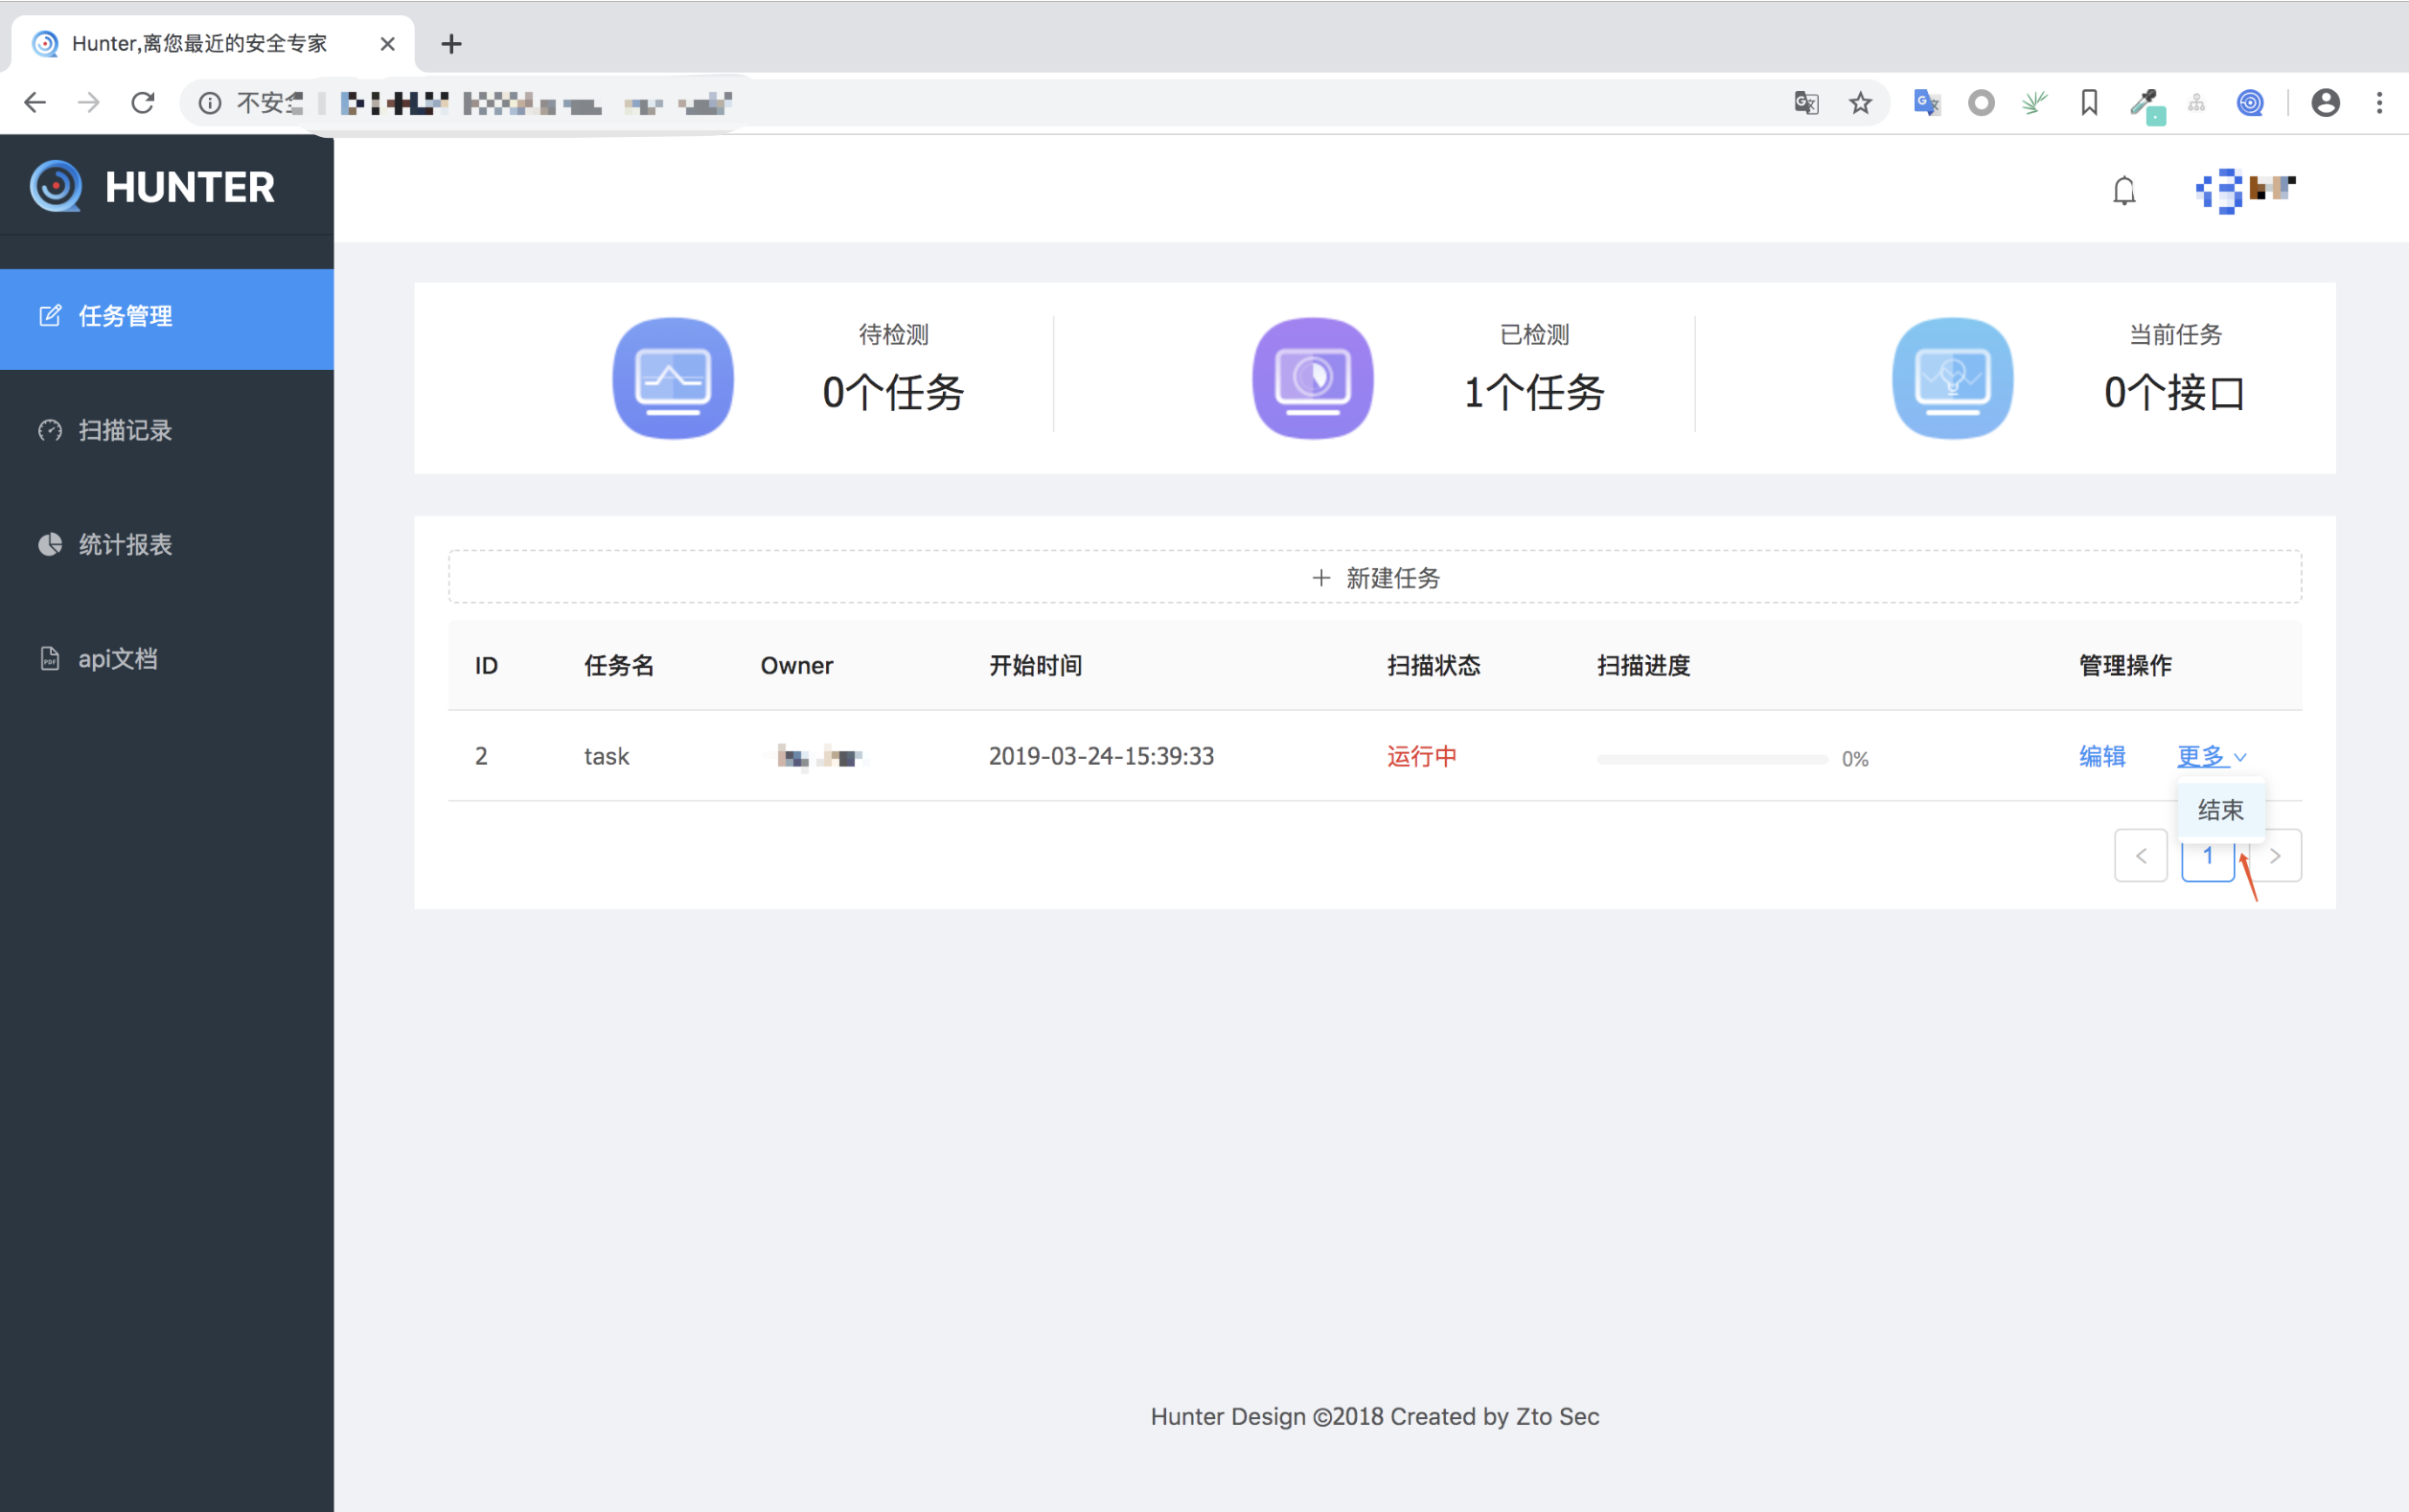 Hunter,离您最近的安全专家
不安
HUNTER
任务管理
扫描记录
统计报表
api文档
待检测
0个任务
已检测
1个任务
当前任务
0个接口
+ 新建任务
ID 任务名 Owner 开始时间 扫描状态 扫描进度 管理操作
2 task 2019-03-24-15:39:33 运行中 0% 编辑 更多
结束
< 1 >
Hunter Design ©2018 Created by Zto Sec